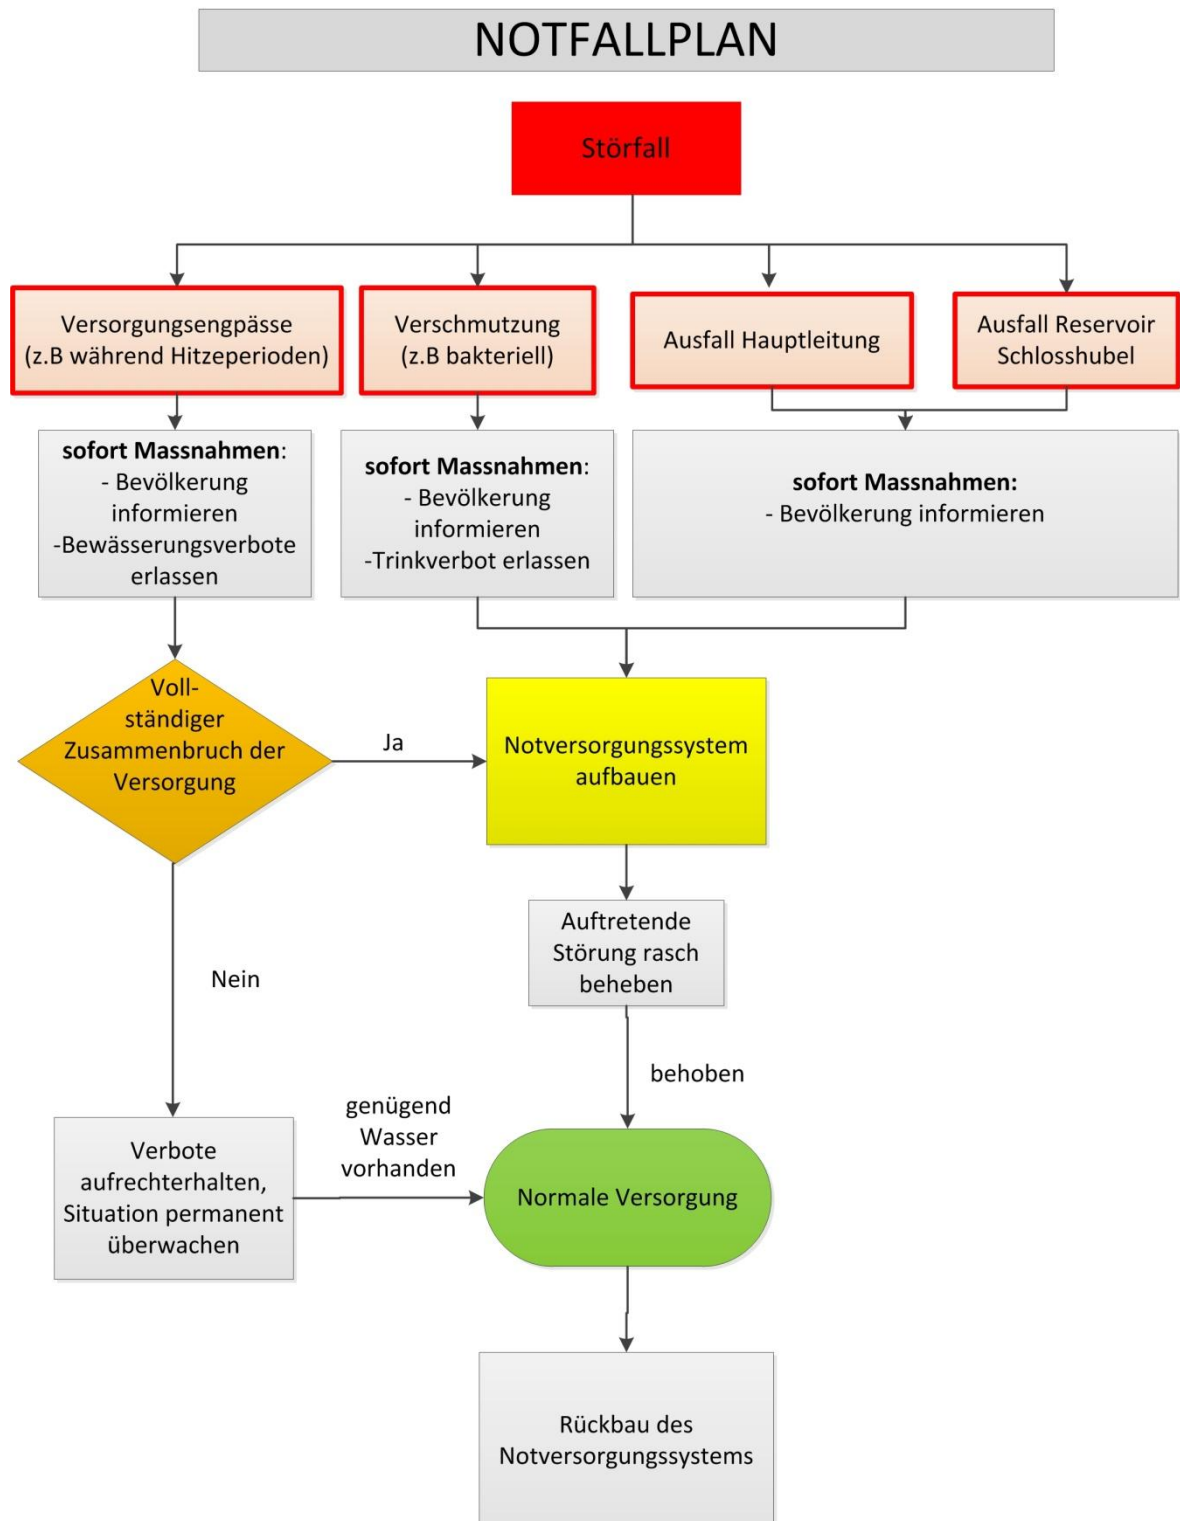 NOTFALLPLAN
Störfall
Versorgungsengpässe
(z.B während Hitzeperioden)
Verschmutzung
(z.B bakteriell)
Ausfall Hauptleitung
Ausfall Reservoir
Schlosshubel
sofort Massnahmen:
- Bevölkerung
informieren
-Bewässerungsverbote
erlassen
sofort Massnahmen:
- Bevölkerung
informieren
-Trinkverbot erlassen
sofort Massnahmen:
- Bevölkerung informieren
Voll-
ständiger
Zusammenbruch der
Versorgung
Ja
Notversorgungssystem
aufbauen
Auftretende
Störung rasch
beheben
Nein
behoben
Verbote
aufrechterhalten,
Situation permanent
überwachen
genügend
Wasser
vorhanden
Normale Versorgung
Rückbau des
Notversorgungssystems